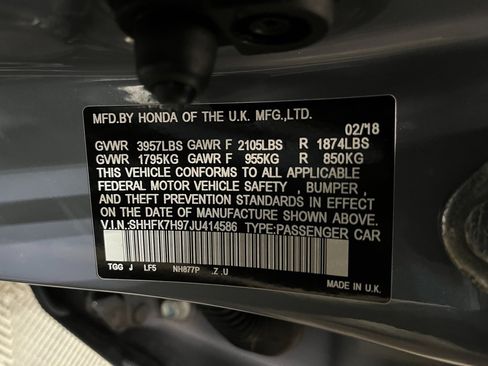 MFD.BY HONDA OF THE U.K. MFG.,LTD.
02/18
GVWR 3957LBS GAWR F 2105LBS R 1874LBS
GVWR 1795KG GAWR F 955KG R 850KG
THIS VEHICLE CONFORMS TO ALL APPLICABLE
FEDERAL MOTOR VEHICLE SAFETY , BUMPER ,
AND THEFT PREVENTION STANDARDS IN EFFECT
ON THE DATE OF MANUFACTURE SHOWN ABOVE.
V.I.N.:SHHFK7H97JU414586 TYPE:PASSENGER CAR
TGG J LF5 NH877P .Z .U
MADE IN U.K.